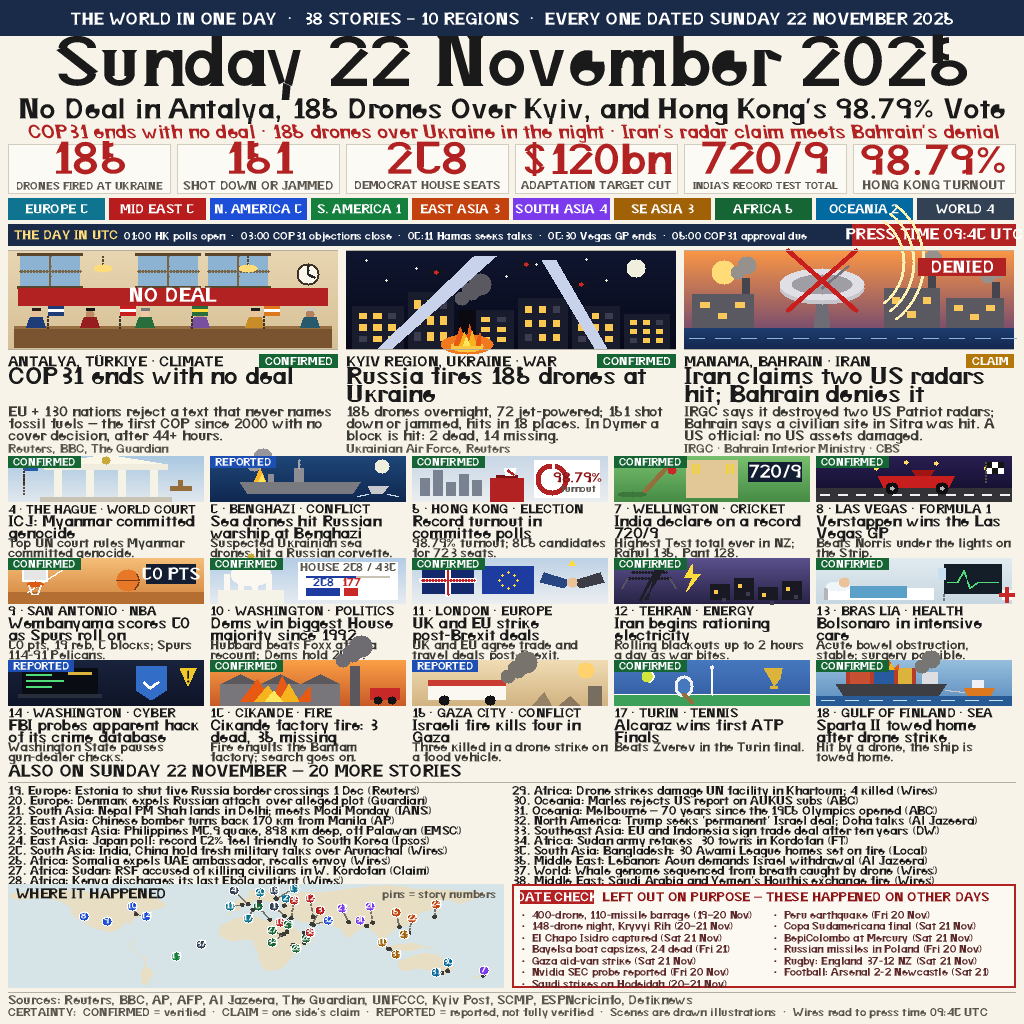 THE WORLD IN ONE DAY · 38 STORIES – 10 REGIONS · EVERY ONE DATED SUNDAY 22 NOVEMBER 2026
Sunday 22 November 2026
No Deal in Antalya, 186 Drones Over Kyiv, and Hong Kong's 98.79% Vote
COP31 ends with no deal · 186 drones over Ukraine in the night · Iran's radar claim meets Bahrain's denial
186
DRONES FIRED AT UKRAINE
161
SHOT DOWN OR JAMMED
258
DEMOCRAT HOUSE SEATS
$120bn
ADAPTATION TARGET CUT
720/9
INDIA'S RECORD TEST TOTAL
98.79%
HONG KONG TURNOUT
EUROPE 5
MID EAST 5
N. AMERICA 5
S. AMERICA 1
EAST ASIA 3
SOUTH ASIA 4
SE ASIA 3
AFRICA 6
OCEANIA 2
WORLD 4
THE DAY IN UTC 01:00 HK polls open · 03:00 COP31 objections close · 05:11 Hamas seeks talks · 05:30 Vegas GP ends · 06:00 COP31 approval due
PRESS TIME 09:45 UTC
NO DEAL
DENIED
ANTALYA, TÜRKIYE · CLIMATE
CONFIRMED
COP31 ends with no deal
EU + 130 nations reject a text that never names
fossil fuels — the first COP since 2000 with no
cover decision, after 44+ hours.
Reuters, BBC, The Guardian
KYIV REGION, UKRAINE · WAR
CONFIRMED
Russia fires 186 drones at
Ukraine
186 drones overnight, 72 jet-powered; 161 shot
down or jammed, hits in 18 places. In Dymer a
block is hit: 2 dead, 14 missing.
Ukrainian Air Force, Reuters
MANAMA, BAHRAIN · IRAN
CLAIM
Iran claims two US radars
hit; Bahrain denies it
IRGC says it destroyed two US Patriot radars;
Bahrain says a civilian site in Sitra was hit. A
US official: no US assets damaged.
IRGC · Bahrain Interior Ministry · CBS
CONFIRMED
4 · THE HAGUE · WORLD COURT
ICJ: Myanmar committed
genocide
Top UN court rules Myanmar
committed genocide.
REPORTED
5 · BENGHAZI · CONFLICT
Sea drones hit Russian
warship at Benghazi
Suspected Ukrainian sea
drones hit a Russian corvette.
CONFIRMED
98.79%
turnout
6 · HONG KONG · ELECTION
Record turnout in
committee polls
98.79% turnout; 856 candidates
for 723 seats.
CONFIRMED
720/9
7 · WELLINGTON · CRICKET
India declare on a record
720/9
Highest Test total ever in NZ;
Rahul 136, Pant 128.
CONFIRMED
8 · LAS VEGAS · FORMULA 1
Verstappen wins the Las
Vegas GP
Beats Norris under the lights on
the Strip.
CONFIRMED
50 PTS
9 · SAN ANTONIO · NBA
Wembanyama scores 50
as Spurs roll on
50 pts, 19 reb, 5 blocks; Spurs
114-91 Pelicans.
CONFIRMED
HOUSE 258 / 435
258 177
10 · WASHINGTON · POLITICS
Dems win biggest House
majority since 1992
Hubbard beats Foxx after a
recount; Dems hold 258.
CONFIRMED
11 · LONDON · EUROPE
UK and EU strike
post-Brexit deals
UK and EU agree trade and
travel deals post-Brexit.
CONFIRMED
12 · TEHRAN · ENERGY
Iran begins rationing
electricity
Rolling blackouts up to 2 hours
a day as war bites.
CONFIRMED
13 · BRAS LIA · HEALTH
Bolsonaro in intensive
care
Acute bowel obstruction,
stable; surgery possible.
REPORTED
14 · WASHINGTON · CYBER
FBI probes apparent hack
of its crime database
Washington State pauses
gun-dealer checks.
CONFIRMED
15 · CIKANDE · FIRE
Cikande factory fire: 3
dead, 36 missing
Fire engulfs the Bantam
factory; search goes on.
REPORTED
16 · GAZA CITY · CONFLICT
Israeli fire kills four in
Gaza
Three killed in a drone strike on
a food vehicle.
CONFIRMED
17 · TURIN · TENNIS
Alcaraz wins first ATP
Finals
Beats Zverev in the Turin final.
CONFIRMED
18 · GULF OF FINLAND · SEA
Sparta II towed home
after drone strike
Hit by a drone, the ship is
towed home.
ALSO ON SUNDAY 22 NOVEMBER — 20 MORE STORIES
19. Europe: Estonia to shut five Russia border crossings 1 Dec (Reuters)
20. Europe: Denmark expels Russian attach over alleged plot (Guardian)
21. South Asia: Nepal PM Shah lands in Delhi; meets Modi Monday (IANS)
22. East Asia: Chinese bomber turns back 170 km from Manila (AP)
23. Southeast Asia: Philippines M5.9 quake, 898 km deep, off Palawan (EMSC)
24. East Asia: Japan poll: 52% feel friendly to South Korea (Ipsos)
25. South Asia: India, China hold fresh military talks over Arunachal (Wires)
26. Africa: Somalia expels UAE ambassador, recalls envoy (Wires)
27. Africa: Sudan: RSF accused of killing civilians in W. Kordofan (Claim)
28. Africa: Kenya discharges its last Ebola patient (Wires)
29. Africa: Drone strikes damage UN facility in Khartoum; 4 killed (Wires)
30. Oceania: Marles rejects US report on AUKUS subs (ABC)
31. Oceania: Melbourne — 70 years since the 1956 Olympics opened (ABC)
32. North America: Trump seeks 'permanent' Israel deal; Doha talks (Al Jazeera)
33. Southeast Asia: EU and Indonesia sign trade deal after ten years (DW)
34. Africa: Sudan army retakes 30 towns in Kordofan (FT)
35. South Asia: Bangladesh: 30 Awami League homes set on fire (Local)
36. Middle East: Lebanon: Aoun demands Israel withdrawal (Al Jazeera)
37. World: Whale genome sequenced from breath caught by drone (Wires)
38. Middle East: Saudi Arabia and Yemen's Houthis exchange fire (Wires)
WHERE IT HAPPENED
pins = story numbers
DATE CHECK
LEFT OUT ON PURPOSE — THESE HAPPENED ON OTHER DAYS
· 400-drone, 110-missile barrage (19-20 Nov)
· 148-drone night, Kryvyi Rih (20-21 Nov)
· El Chapo Isidro captured (Sat 21 Nov)
· Bayelsa boat capsizes, 24 dead (Fri 21)
· Gaza aid-van strike (Sat 21 Nov)
· Nvidia SEC probe reported (Fri 20 Nov)
· Saudi strikes on Hodeidah (20-21 Nov)
· Peru earthquake (Fri 20 Nov)
· Copa Sudamericana final (Sat 21 Nov)
· BepiColombo at Mercury (Sat 21 Nov)
· Russian missiles in Poland (Fri 20 Nov)
· Rugby: England 37-12 NZ (Sat 21 Nov)
· Football: Arsenal 2-2 Newcastle (Sat 21)
Sources: Reuters, BBC, AP, AFP, Al Jazeera, The Guardian, UNFCCC, Kyiv Post, SCMP, ESPNcricinfo, Detiknews
CERTAINTY: CONFIRMED = verified · CLAIM = one side's claim · REPORTED = reported, not fully verified · Scenes are drawn illustrations · Wires read to press time 09:45 UTC